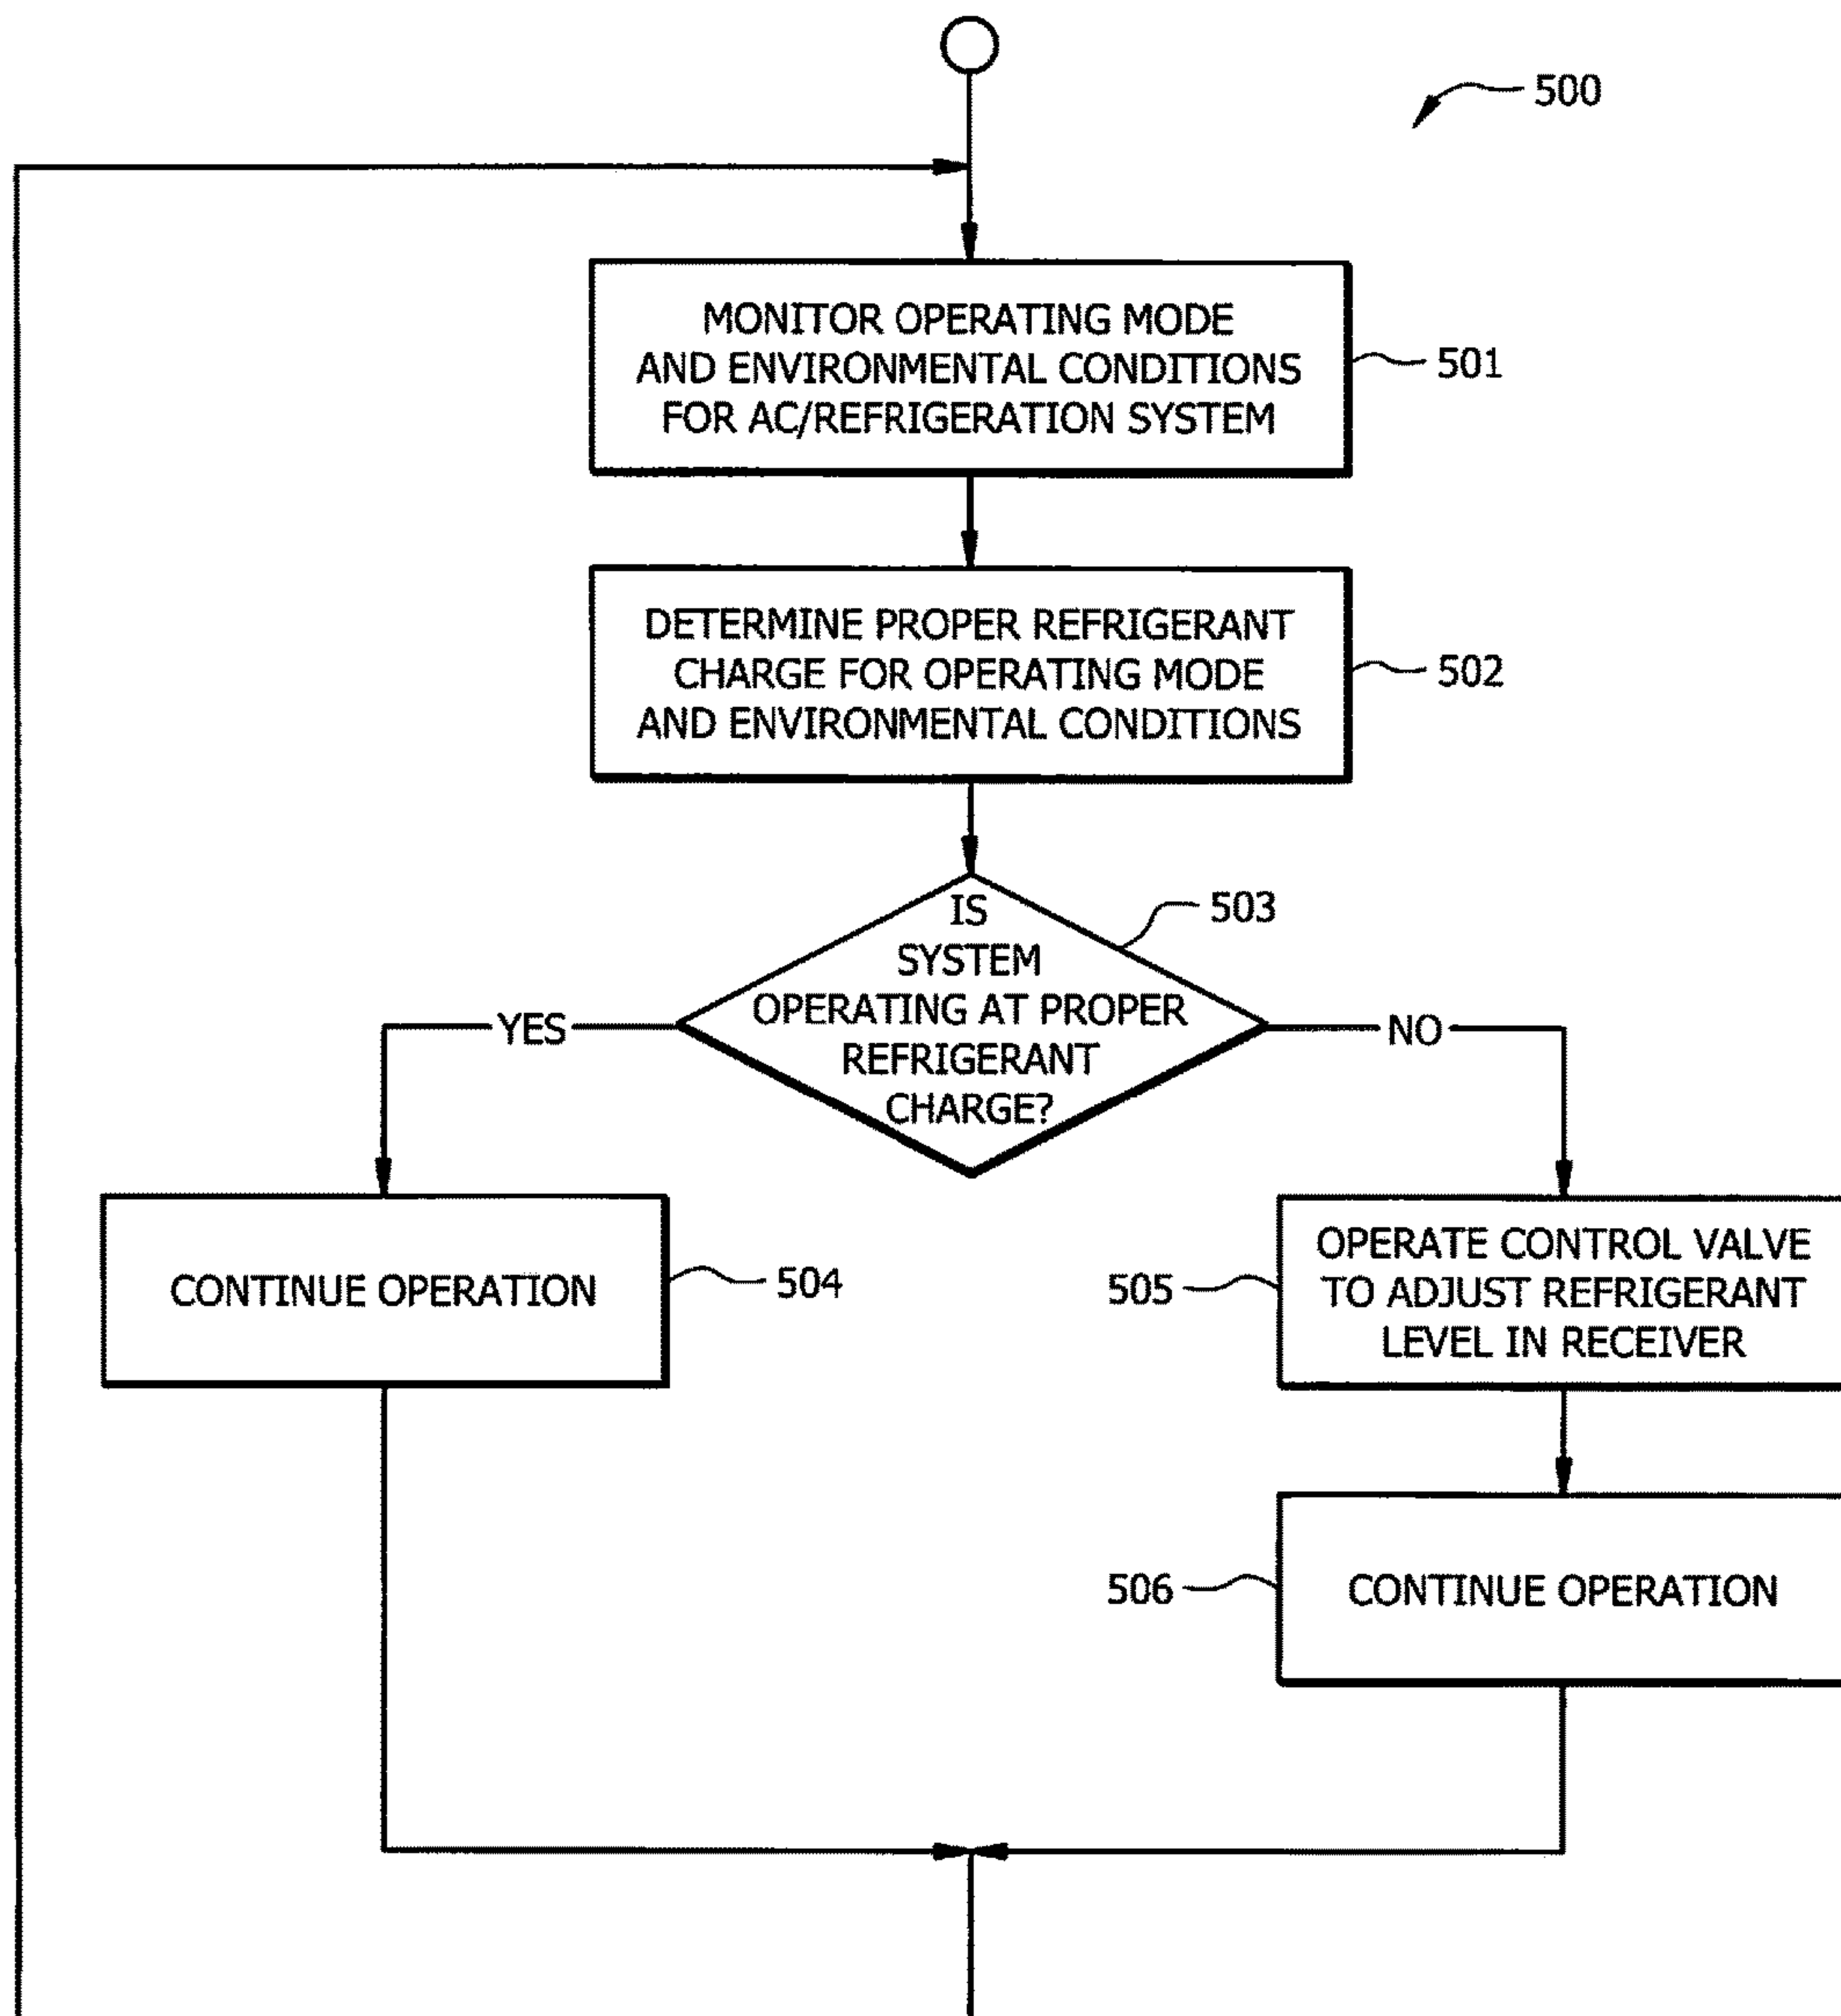 500
MONITOR OPERATING MODE
AND ENVIRONMENTAL CONDITIONS
FOR AC/REFRIGERATION SYSTEM
501
DETERMINE PROPER REFRIGERANT
CHARGE FOR OPERATING MODE
AND ENVIRONMENTAL CONDITIONS
502
IS
SYSTEM
OPERATING AT PROPER
REFRIGERANT
CHARGE?
503
YES
NO
CONTINUE OPERATION
504
OPERATE CONTROL VALVE
TO ADJUST REFRIGERANT
LEVEL IN RECEIVER
505
CONTINUE OPERATION
506